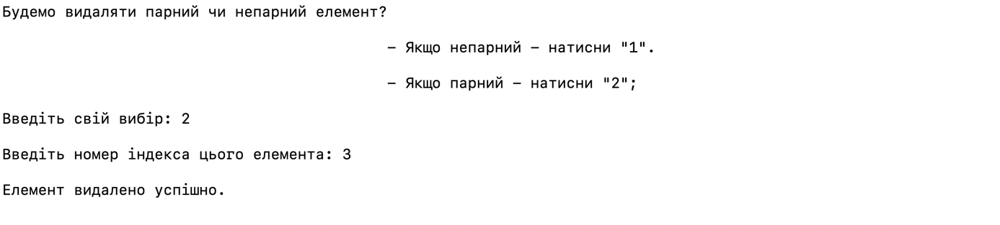 Будемо видаляти парний чи непарний елемент?
– Якщо непарний – натисни "1".
– Якщо парний – натисни "2";
Введіть свій вибір: 2
Введіть номер індекса цього елемента: 3
Елемент видалено успішно.